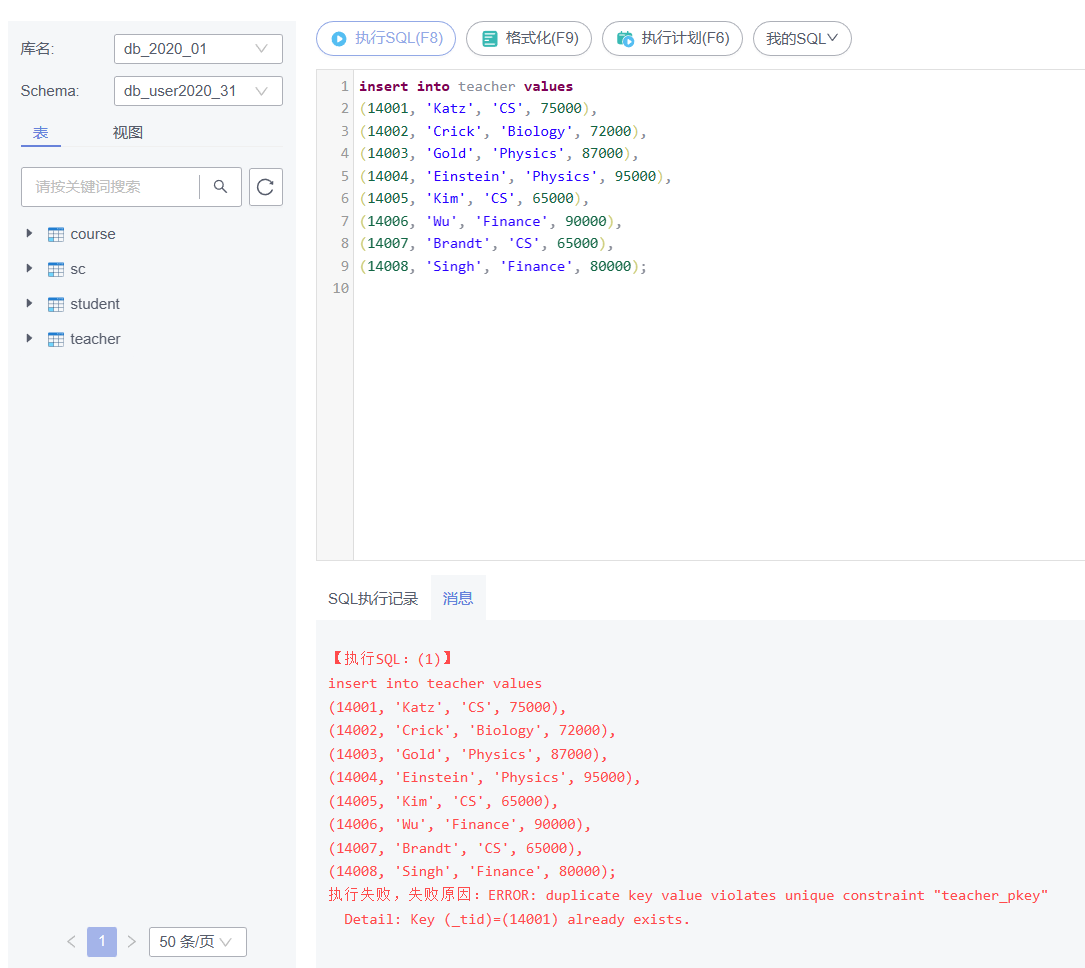 库名:
db_2020_01
Schema:
db_user2020_31
表
视图
请按关键词搜索
course
sc
student
teacher
1
50 条/页
执行SQL(F8)
格式化(F9)
执行计划(F6)
我的SQL
1 insert into teacher values
2 (14001, 'Katz', 'CS', 75000),
3 (14002, 'Crick', 'Biology', 72000),
4 (14003, 'Gold', 'Physics', 87000),
5 (14004, 'Einstein', 'Physics', 95000),
6 (14005, 'Kim', 'CS', 65000),
7 (14006, 'Wu', 'Finance', 90000),
8 (14007, 'Brandt', 'CS', 65000),
9 (14008, 'Singh', 'Finance', 80000);
10
SQL执行记录
消息
【执行SQL: (1)】
insert into teacher values
(14001, 'Katz', 'CS', 75000),
(14002, 'Crick', 'Biology', 72000),
(14003, 'Gold', 'Physics', 87000),
(14004, 'Einstein', 'Physics', 95000),
(14005, 'Kim', 'CS', 65000),
(14006, 'Wu', 'Finance', 90000),
(14007, 'Brandt', 'CS', 65000),
(14008, 'Singh', 'Finance', 80000);
执行失败，失败原因：ERROR: duplicate key value violates unique constraint "teacher_pkey"
Detail: Key (_tid)=(14001) already exists.